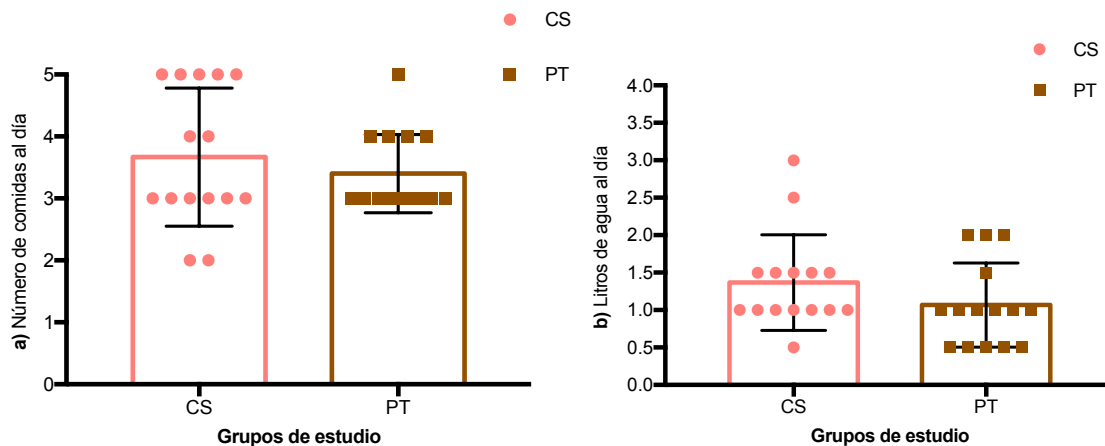 CS
PT
a) Número de comidas al día
5
4
3
2
1
0
CS
PT
Grupos de estudio
CS
PT
b) Litros de agua al día
4.0
3.5
3.0
2.5
2.0
1.5
1.0
0.5
0.0
CS
PT
Grupos de estudio